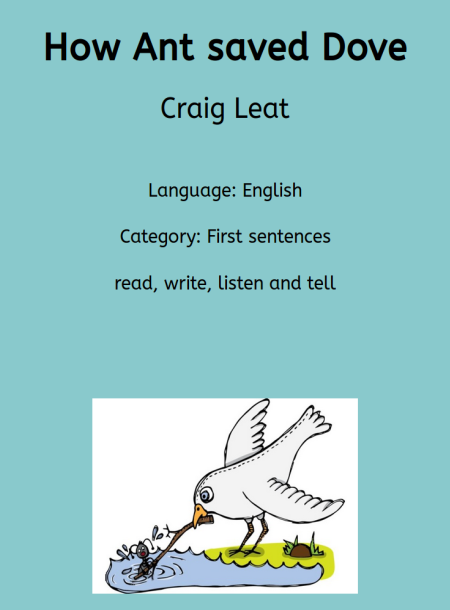 How Ant saved Dove
Craig Leat
Language: English
Category: First sentences
read, write, listen and tell